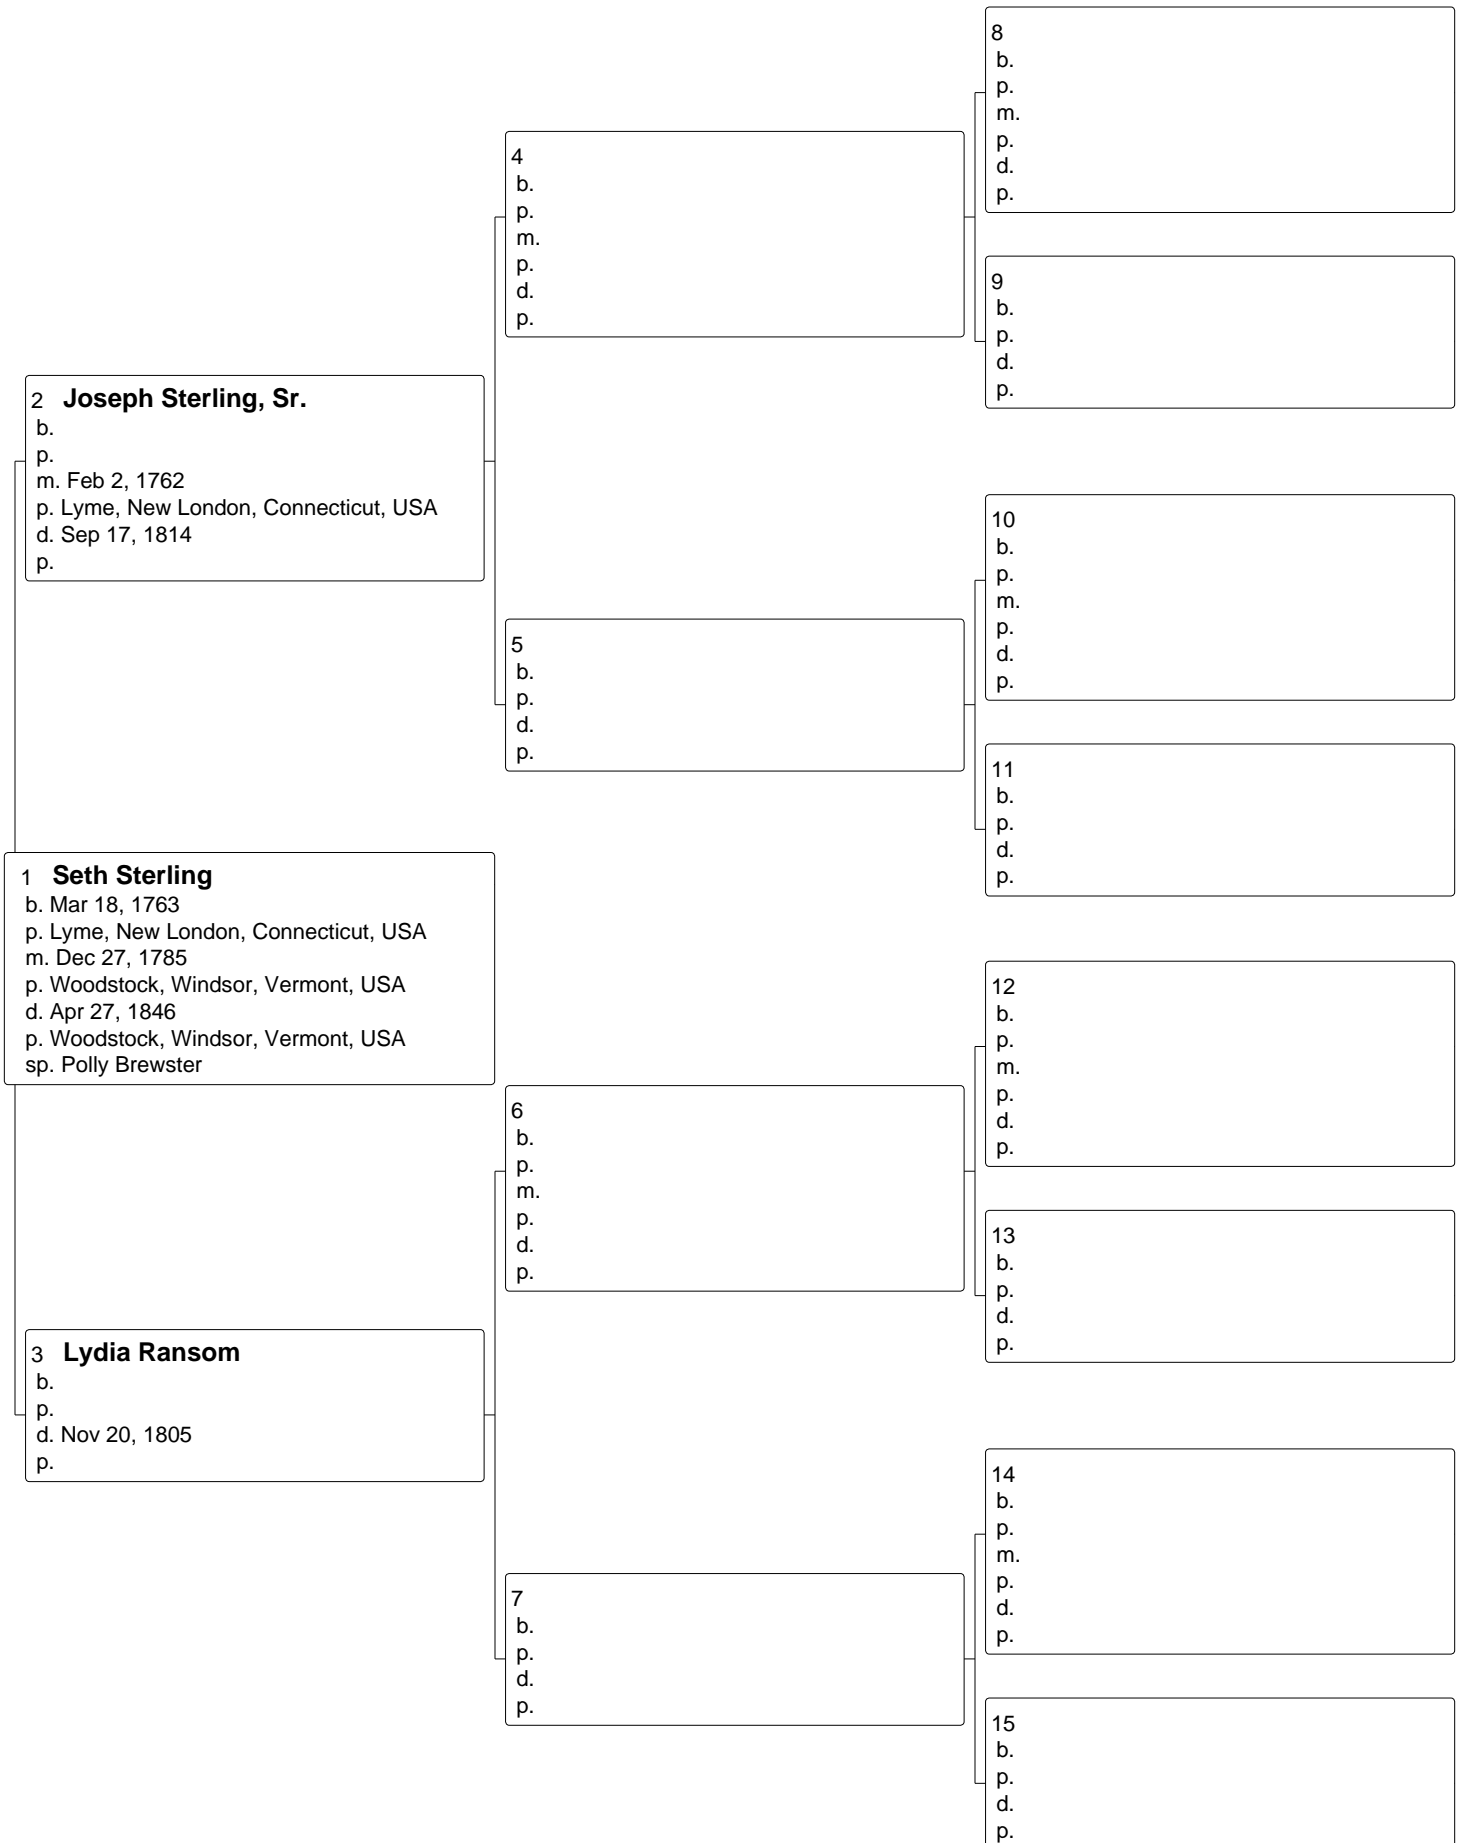 8
b.
p.
m.
p.
d.
p.
4
b.
p.
m.
p.
d.
p.
9
b.
p.
d.
p.
2 Joseph Sterling, Sr.
b.
p.
m. Feb 2, 1762
p. Lyme, New London, Connecticut, USA
d. Sep 17, 1814
p.
10
b.
p.
m.
p.
d.
p.
5
b.
p.
d.
p.
11
b.
p.
d.
p.
1 Seth Sterling
b. Mar 18, 1763
p. Lyme, New London, Connecticut, USA
m. Dec 27, 1785
p. Woodstock, Windsor, Vermont, USA
d. Apr 27, 1846
p. Woodstock, Windsor, Vermont, USA
sp. Polly Brewster
12
b.
p.
m.
p.
d.
p.
6
b.
p.
m.
p.
d.
p.
13
b.
p.
d.
p.
3 Lydia Ransom
b.
p.
d. Nov 20, 1805
p.
14
b.
p.
m.
p.
d.
p.
7
b.
p.
d.
p.
15
b.
p.
d.
p.